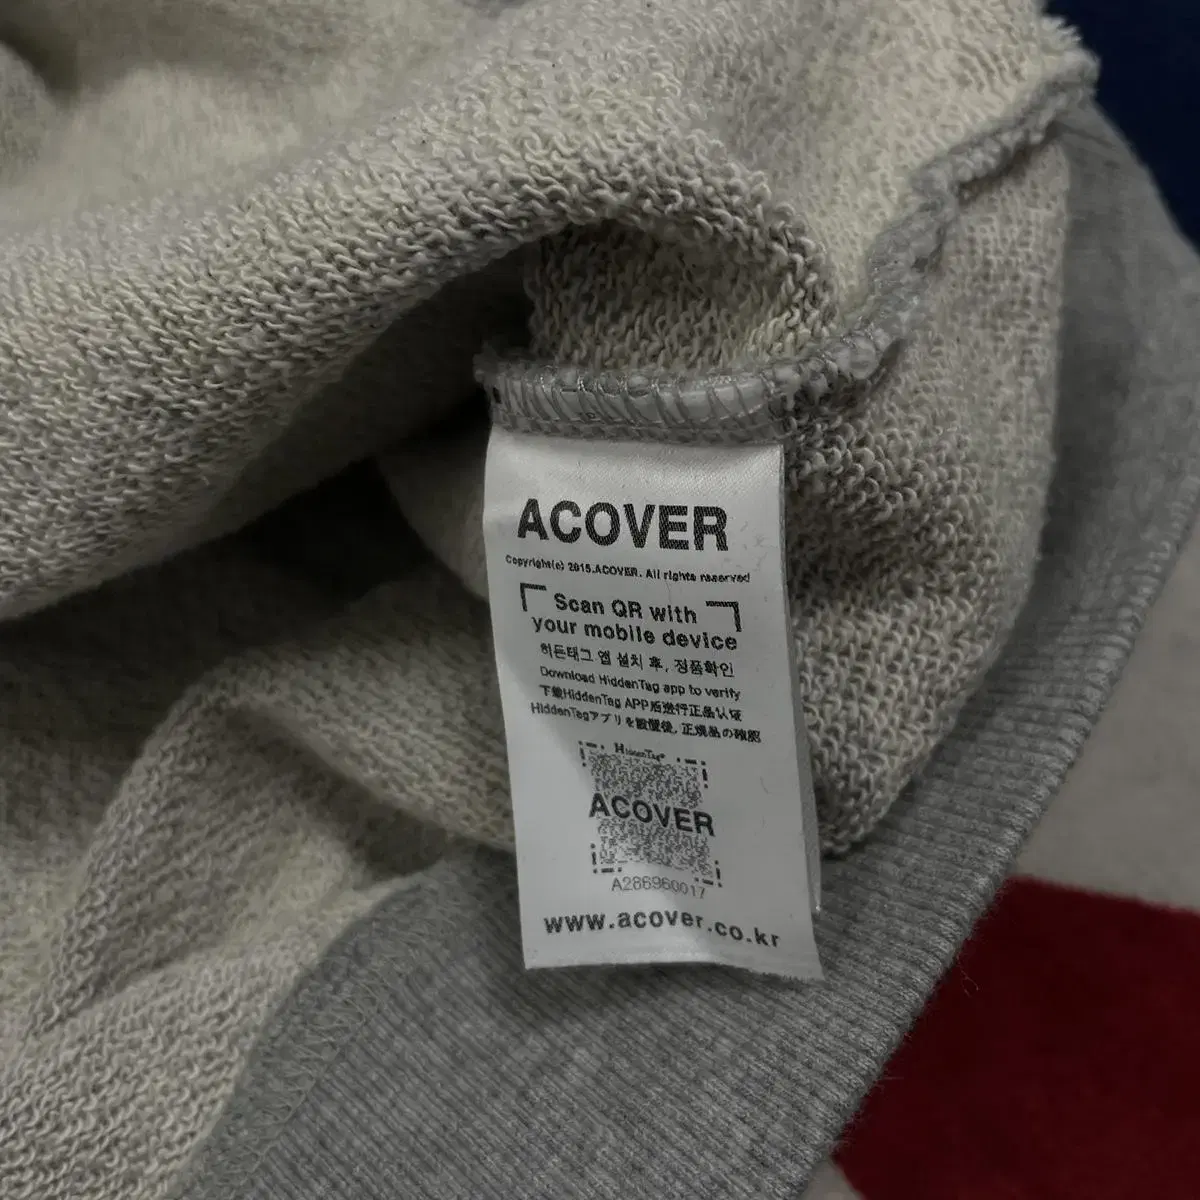 ACOVER
Copyright(c) 2015.ACOVER. All rights reserved
Scan QR with
your mobile device
히든태그 앱 설치 후, 정품확인
Download HiddenTag app to verify
下载HiddenTag APP后进行正品认证
HiddenTagアプリを設置後, 正規品の確認
HiddenTag®
ACOVER
A286960017
www.acover.co.kr